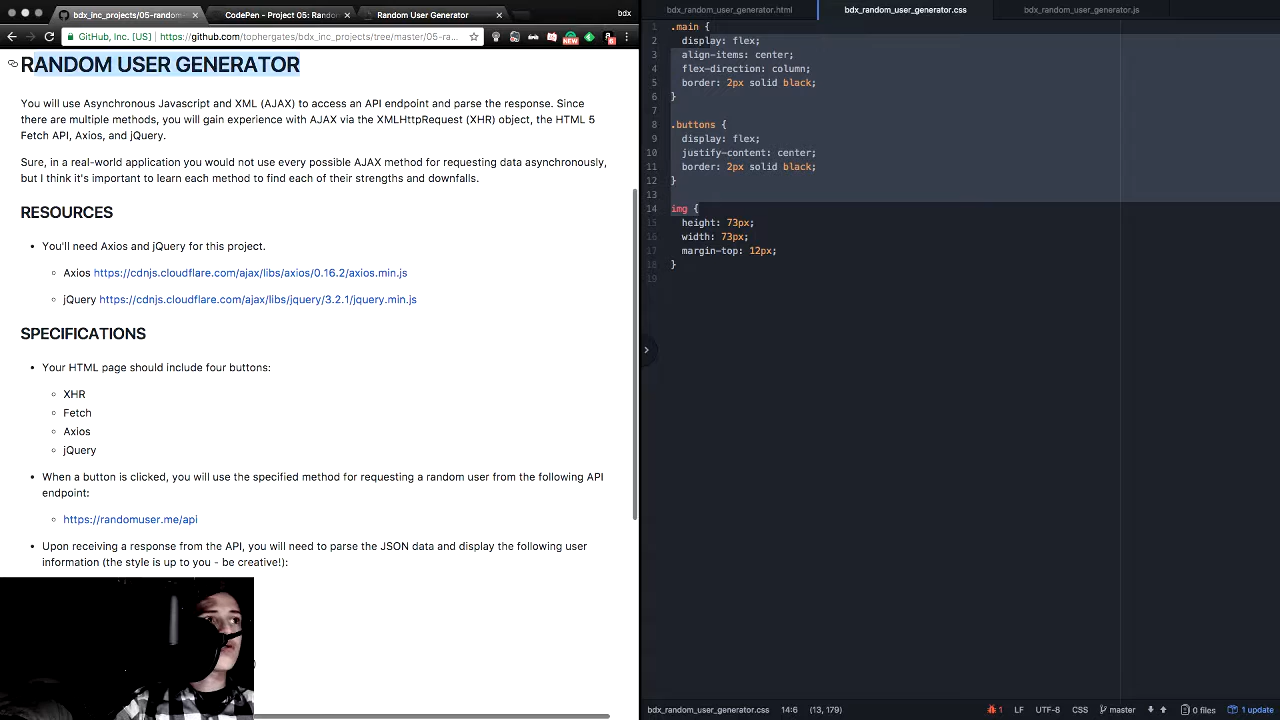 bdx_inc_projects/05-random-
CodePen - Project 05: Random
Random User Generator
bdx
GitHub, Inc. [US]
https://github.com/tophergates/bdx_inc_projects/tree/master/05-ra...
NEW
6
RANDOM USER GENERATOR
You will use Asynchronous Javascript and XML (AJAX) to access an API endpoint and parse the response. Since
there are multiple methods, you will gain experience with AJAX via the XMLHttpRequest (XHR) object, the HTML 5
Fetch API, Axios, and jQuery.
Sure, in a real-world application you would not use every possible AJAX method for requesting data asynchronously,
but I think it's important to learn each method to find each of their strengths and downfalls.
RESOURCES
You'll need Axios and jQuery for this project.
Axios https://cdnjs.cloudflare.com/ajax/libs/axios/0.16.2/axios.min.js
jQuery https://cdnjs.cloudflare.com/ajax/libs/jquery/3.2.1/jquery.min.js
SPECIFICATIONS
Your HTML page should include four buttons:
XHR
Fetch
Axios
jQuery
When a button is clicked, you will use the specified method for requesting a random user from the following API
endpoint:
https://randomuser.me/api
Upon receiving a response from the API, you will need to parse the JSON data and display the following user
information (the style is up to you - be creative!):
bdx_random_user_generator.html
bdx_random_user_generator.css
bdx_random_user_generator.js
1 .main {
2 display: flex;
3 align-items: center;
4 flex-direction: column;
5 border: 2px solid black;
6 }
7
8 .buttons {
9 display: flex;
10 justify-content: center;
11 border: 2px solid black;
12 }
13
14 img {
15 height: 73px;
16 width: 73px;
17 margin-top: 12px;
18 }
19
bdx_random_user_generator.css
14:6
(13, 179)
1
LF
UTF-8
CSS
master
0 files
1 update